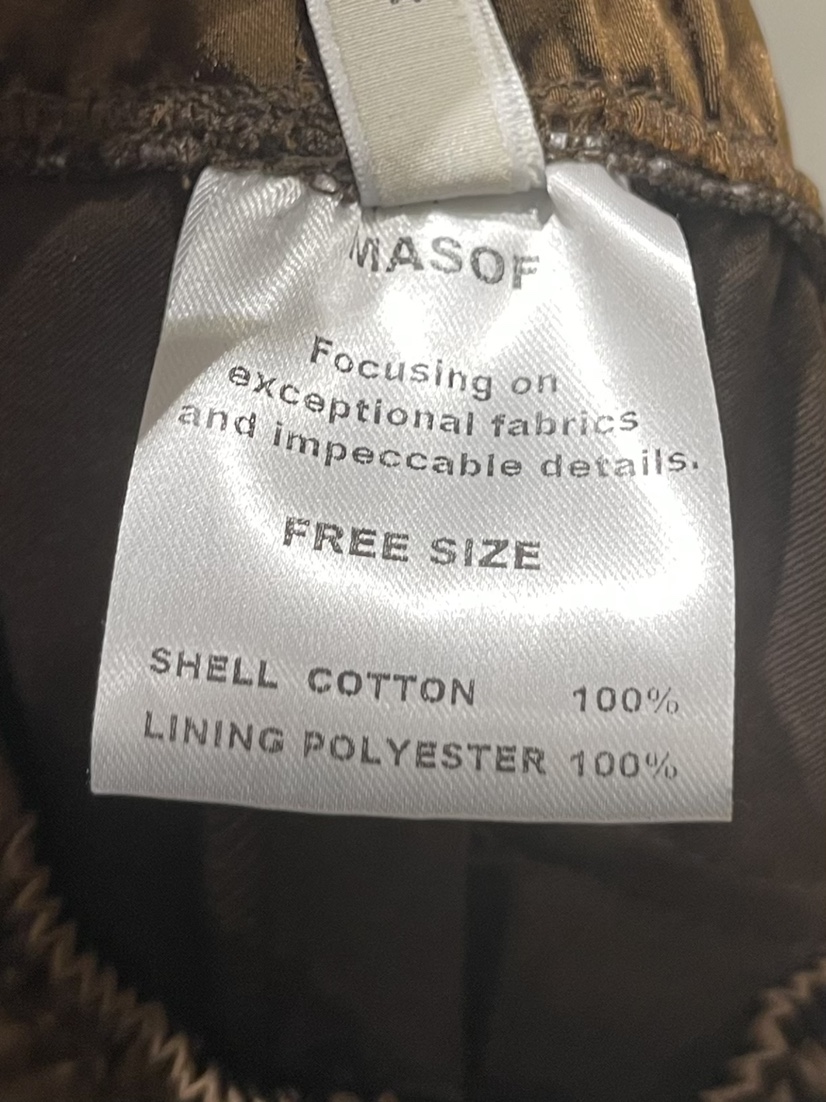 MASOF
Focusing on
exceptional fabrics
and impeccable details.
FREE SIZE
SHELL COTTON 100%
LINING POLYESTER 100%